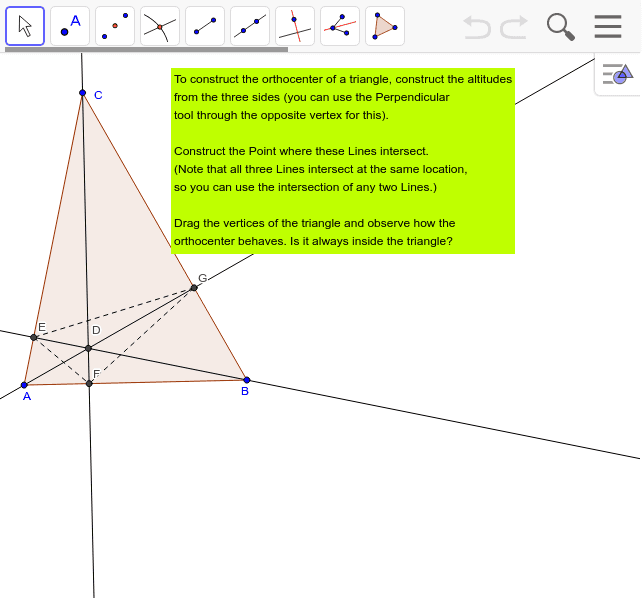 A
To construct the orthocenter of a triangle, construct the altitudes
from the three sides (you can use the Perpendicular
tool through the opposite vertex for this).
Construct the Point where these Lines intersect.
(Note that all three Lines intersect at the same location,
so you can use the intersection of any two Lines.)
Drag the vertices of the triangle and observe how the
orthocenter behaves. Is it always inside the triangle?
C
G
E
D
F
A
B